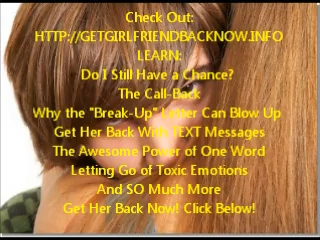 Check Out:
HTTP://GETGIRLFRIENDBACKNOW.INFO
LEARN:
Do I Still Have a Chance?
The Call-Back
Why the "Break-Up" Letter Can Blow Up
Get Her Back With TEXT Messages
The Awesome Power of One Word
Letting Go of Toxic Emotions
And SO Much More
Get Her Back Now! Click Below!